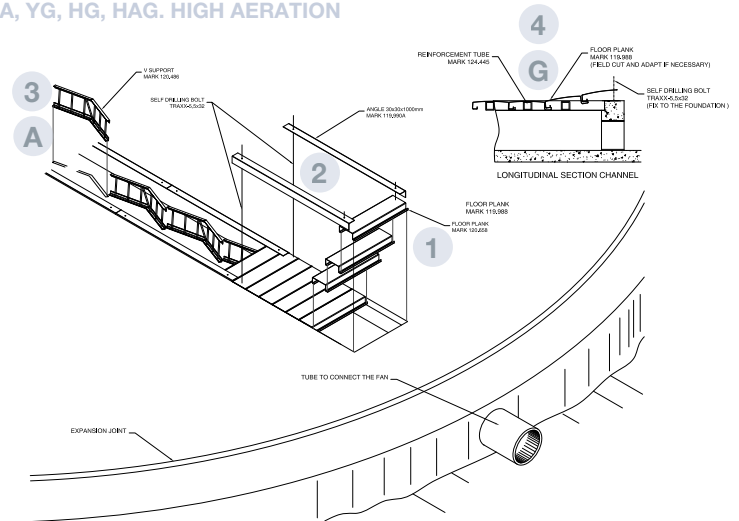 A, YG, HG, HAG. HIGH AERATION
4
REINFORCEMENT TUBE
MARK 124.445
FLOOR PLANK
MARK 119.988
(FIELD CUT AND ADAPT IF NECESSARY)
G
V SUPPORT
MARK 120,486
3
SELF DRILLING BOLT
TRAXX-5,5x32
(FIX TO THE FOUNDATION )
SELF DRILLING BOLT
TRAXX-5,5x32
ANGLE 30x30x1000mm
MARK 119,990A
A
2
LONGITUDINAL SECTION CHANNEL
FLOOR PLANK
MARK 119,988
FLOOR PLANK
MARK 120,658
1
TUBE TO CONNECT THE FAN
EXPANSION JOINT